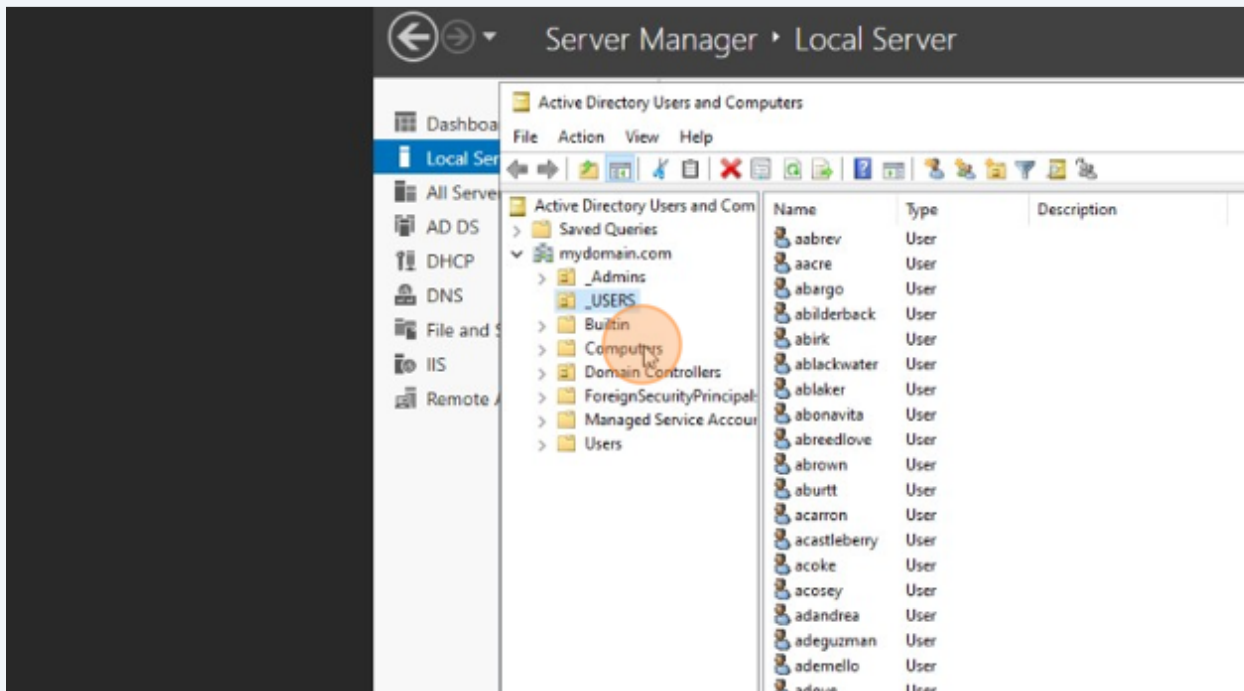 Server Manager ‣ Local Server
Active Directory Users and Computers
File Action View Help
Dashboa
Local Ser
All Server
AD DS
DHCP
DNS
File and S
IIS
Remote A
Active Directory Users and Com
Saved Queries
mydomain.com
_Admins
_USERS
Builtin
Computers
Domain Controllers
ForeignSecurityPrincipals
Managed Service Accour
Users
Name Type Description
aabrev User
aacre User
abargo User
abilderback User
abirk User
ablackwater User
ablaker User
abonavita User
abreedlove User
abrown User
aburtt User
acarron User
acastleberry User
acoke User
acosey User
adandrea User
adeguzman User
ademello User
User